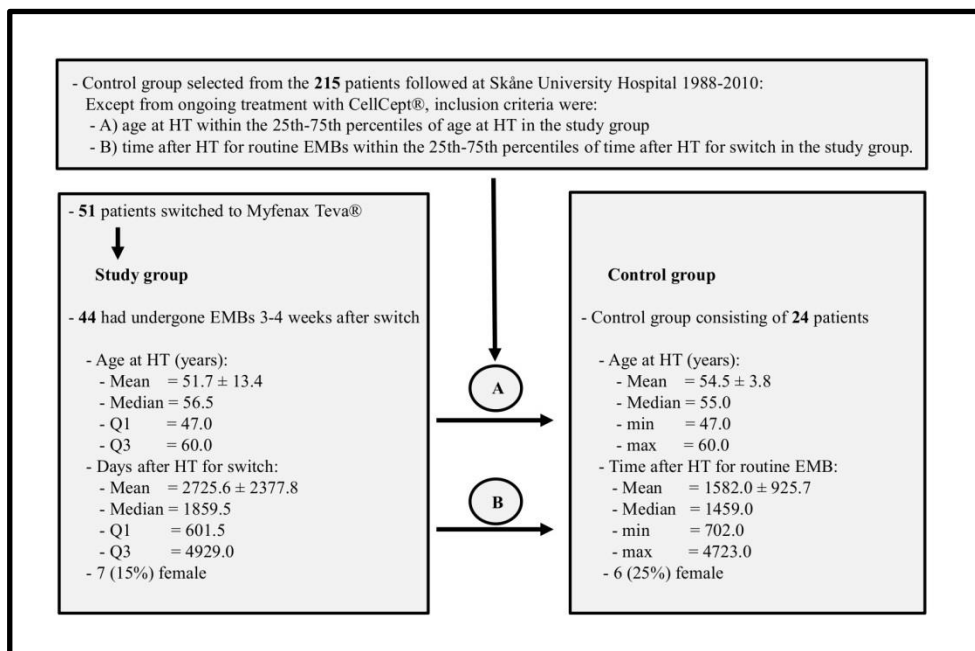 - Control group selected from the 215 patients followed at Skåne University Hospital 1988-2010:
Except from ongoing treatment with CellCept®, inclusion criteria were:
- A) age at HT within the 25th-75th percentiles of age at HT in the study group
- B) time after HT for routine EMBs within the 25th-75th percentiles of time after HT for switch in the study group.
- 51 patients switched to Myfenax Teva®
Study group
- 44 had undergone EMBs 3-4 weeks after switch
- Age at HT (years):
- Mean = 51.7 ± 13.4
- Median = 56.5
- Q1 = 47.0
- Q3 = 60.0
- Days after HT for switch:
- Mean = 2725.6 ± 2377.8
- Median = 1859.5
- Q1 = 601.5
- Q3 = 4929.0
- 7 (15%) female
A
B
Control group
- Control group consisting of 24 patients
- Age at HT (years):
- Mean = 54.5 ± 3.8
- Median = 55.0
- min = 47.0
- max = 60.0
- Time after HT for routine EMB:
- Mean = 1582.0 ± 925.7
- Median = 1459.0
- min = 702.0
- max = 4723.0
- 6 (25%) female